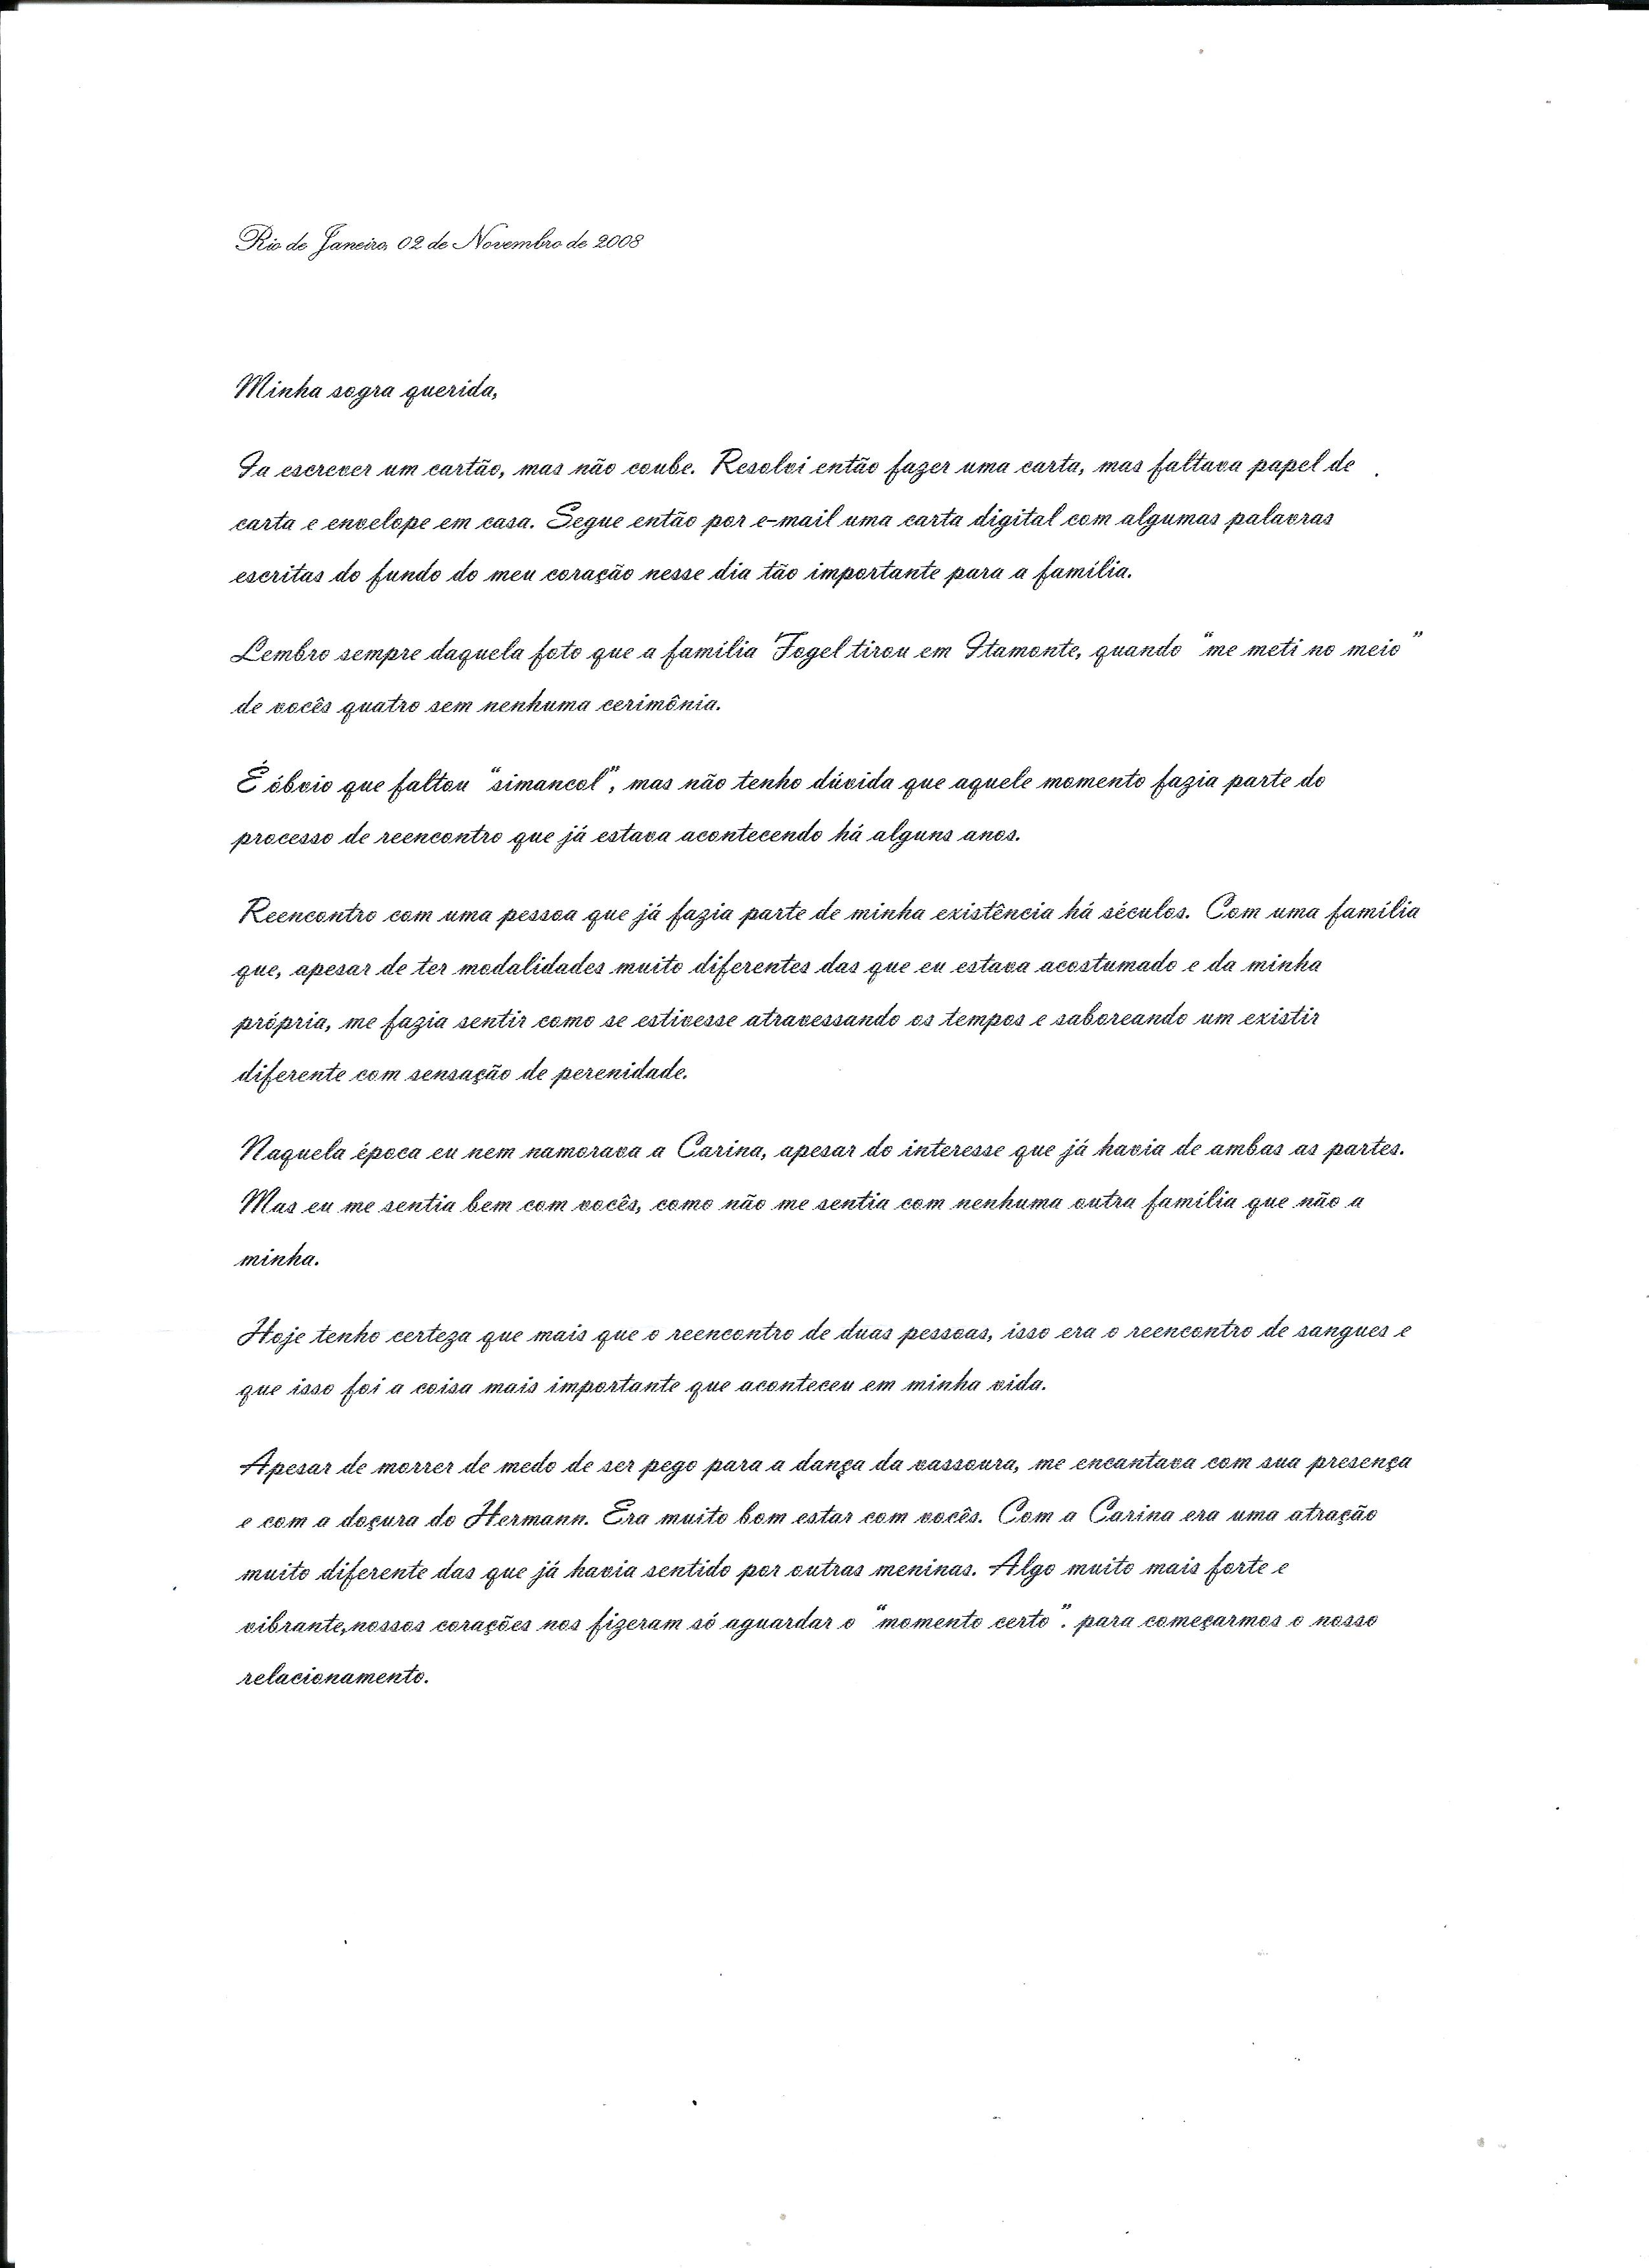 Rio de Janeiro, 02 de Novembro de 2008
Minha sogra querida,
Ia escrever um cartão, mas não coube. Resolvi então fazer uma carta, mas faltava papel de
carta e envelope em casa. Segue então por e-mail uma carta digital com algumas palavras
escritas do fundo do meu coração nesse dia tão importante para a família.
Lembro sempre daquela foto que a família Fogel tirou em Itamonte, quando “me meti no meio”
de vocês quatro sem nenhuma cerimônia.
É óbvio que faltou “simancol”, mas não tenho dúvida que aquele momento fazia parte do
processo de reencontro que já estava acontecendo há alguns anos.
Reencontro com uma pessoa que já fazia parte de minha existência há séculos. Com uma família
que, apesar de ter modalidades muito diferentes das que eu estava acostumado e da minha
própria, me fazia sentir como se estivesse atravessando os tempos e saboreando um existir
diferente com sensação de perenidade.
Naquela época eu nem namorava a Carina, apesar do interesse que já havia de ambas as partes.
Mas eu me sentia bem com vocês, como não me sentia com nenhuma outra família que não a
minha.
Hoje tenho certeza que mais que o reencontro de duas pessoas, isso era o reencontro de sangues e
que isso foi a coisa mais importante que aconteceu em minha vida.
Apesar de morrer de medo de ser pego para a dança da vassoura, me encantava com sua presença
e com a doçura do Hermann. Era muito bom estar com vocês. Com a Carina era uma atração
muito diferente das que já havia sentido por outras meninas. Algo muito mais forte e
vibrante,nossos corações nos fizeram só aguardar o “momento certo”. para começarmos o nosso
relacionamento.